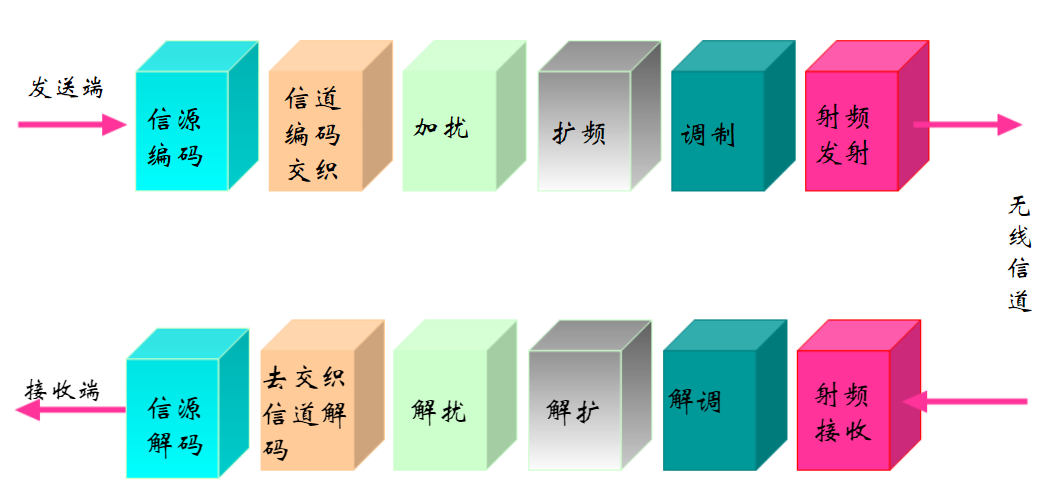 发送端
信源
编码
信道
编码
交织
加扰
扩频
调制
射频
发射
无
线
信
道
接收端
信源
解码
去交织
信道解
码
解扰
解扩
解调
射频
接收